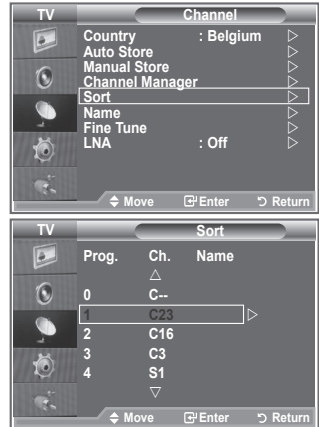 TV Channel
Country : Belgium ▷
Auto Store ▷
Manual Store ▷
Channel Manager ▷
Sort ▷
Name ▷
Fine Tune ▷
LNA : Off ▷
Move Enter Return
TV Sort
Prog. Ch. Name
0 C--
1 C23 ▷
2 C16
3 C3
4 S1
Move Enter Return